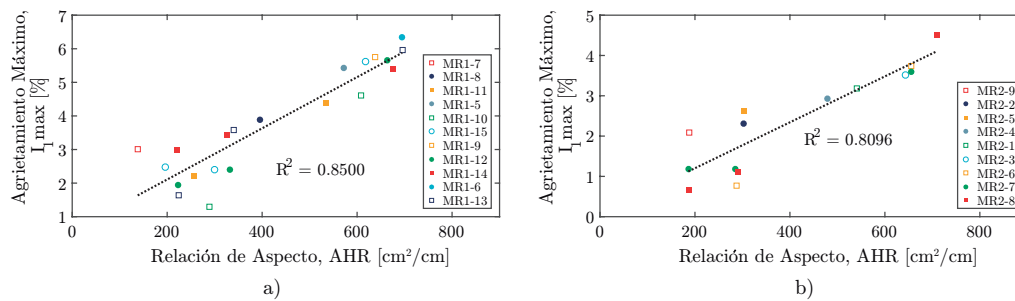 a)
7
6
5
4
3
2
1
0
200
400
600
800
Agrietamiento Máximo,
I_1max [%]
Relación de Aspecto, AHR [cm²/cm]
R² = 0.8500
MR1-7
MR1-8
MR1-11
MR1-5
MR1-10
MR1-15
MR1-9
MR1-12
MR1-14
MR1-6
MR1-13
a)
b)
5
4
3
2
1
0
0
200
400
600
800
Agrietamiento Máximo,
I_1max [%]
Relación de Aspecto, AHR [cm²/cm]
R² = 0.8096
MR2-9
MR2-2
MR2-5
MR2-4
MR2-1
MR2-3
MR2-6
MR2-7
MR2-8
b)